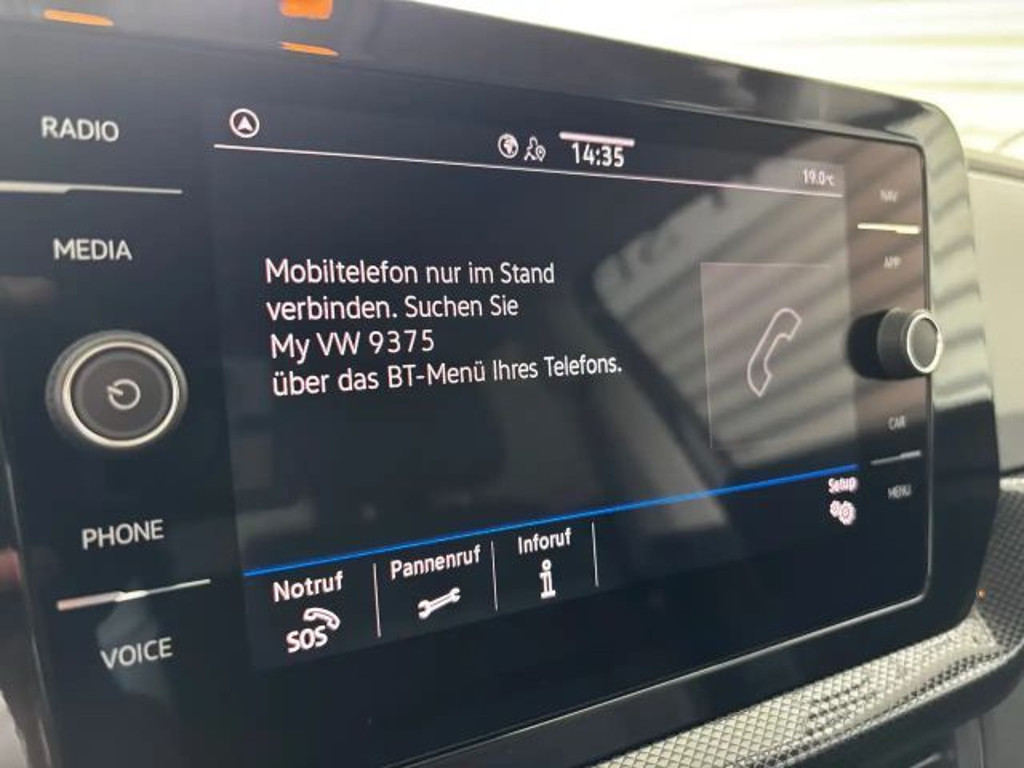 RADIO
MEDIA
PHONE
VOICE
14:35
19.0°C
Mobiltelefon nur im Stand
verbinden. Suchen Sie
My VW 9375
über das BT-Menü Ihres Telefons.
Setup
Notruf
SOS
Pannenruf
Inforuf
NAV
APP
CAR
MENU